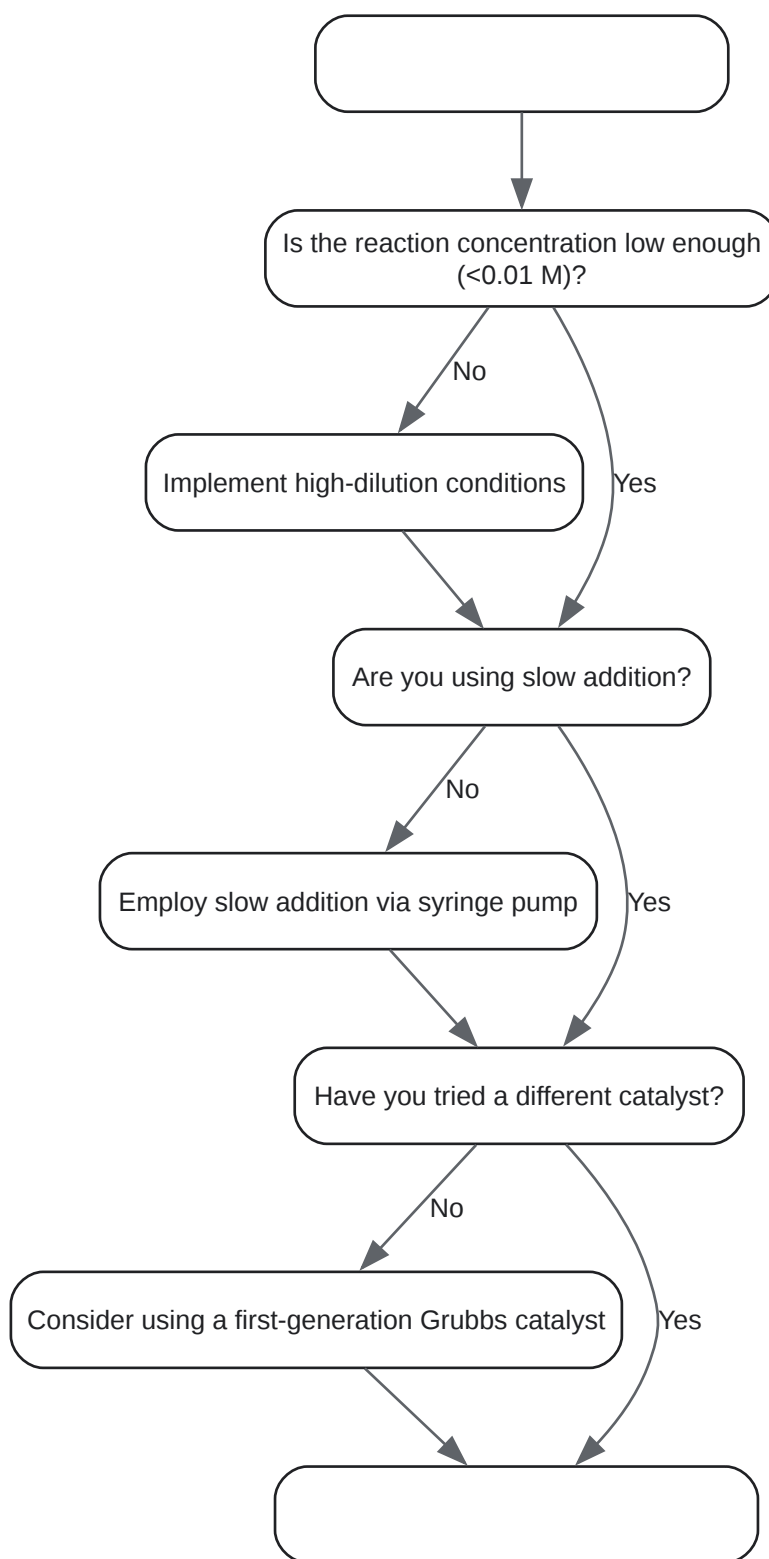 Is the reaction concentration low enough
(<0.01 M)?
No
Implement high-dilution conditions
Yes
Are you using slow addition?
No
Employ slow addition via syringe pump
Yes
Have you tried a different catalyst?
No
Consider using a first-generation Grubbs catalyst
Yes